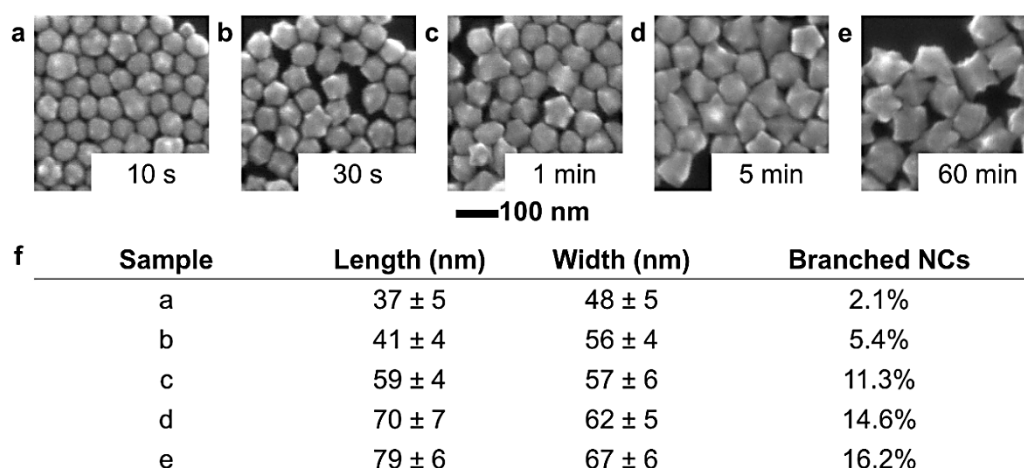 a b c d e
10 s 30 s 1 min 5 min 60 min
100 nm
f Sample Length (nm) Width (nm) Branched NCs
a 37 ± 5 48 ± 5 2.1%
b 41 ± 4 56 ± 4 5.4%
c 59 ± 4 57 ± 6 11.3%
d 70 ± 7 62 ± 5 14.6%
e 79 ± 6 67 ± 6 16.2%